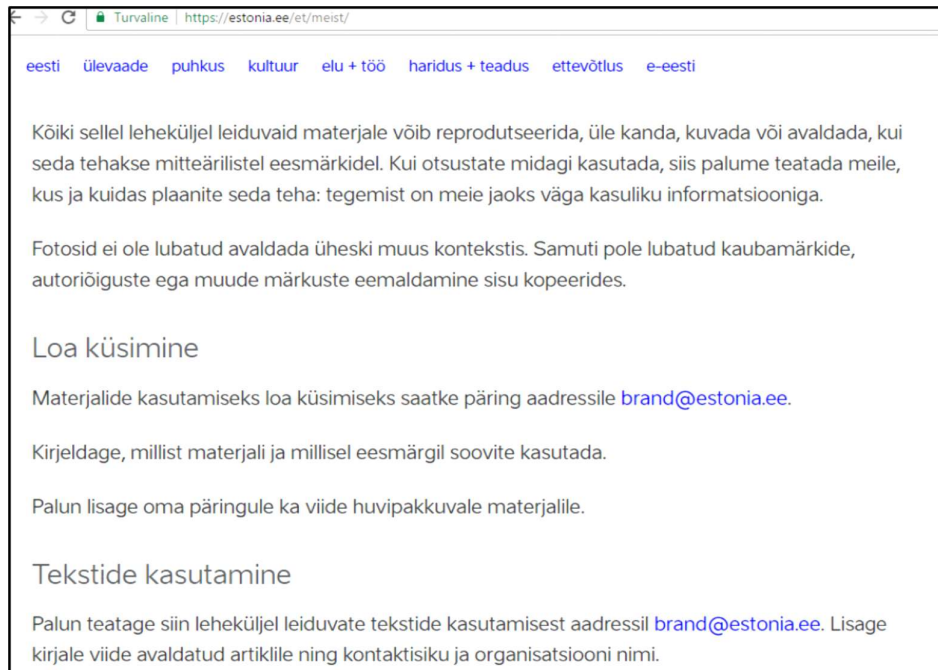 Turvaline https://estonia.ee/et/meist/
eesti ülevaade puhkus kultuur elu + töö haridus + teadus ettevõtlus e-eesti
Kõiki sellel leheküljel leiduvaid materjale võib reprodutseerida, üle kanda, kuvada või avaldada, kui
seda tehakse mitteärilistel eesmärkidel. Kui otsustate midagi kasutada, siis palume teatada meile,
kus ja kuidas plaanite seda teha: tegemist on meie jaoks väga kasuliku informatsiooniga.
Fotosid ei ole lubatud avaldada üheski muus kontekstis. Samuti pole lubatud kaubamärkide,
autoriõiguste ega muude märkuste eemaldamine sisu kopeerides.
Loa küsimine
Materjalide kasutamiseks loa küsimiseks saatke päring aadressile brand@estonia.ee.
Kirjeldage, millist materjali ja millisel eesmärgil soovite kasutada.
Palun lisage oma päringule ka viide huvipakkuvale materjalile.
Tekstide kasutamine
Palun teatage siin leheküljel leiduvate tekstide kasutamisest aadressil brand@estonia.ee. Lisage
kirjale viide avaldatud artiklile ning kontaktisiku ja organisatsiooni nimi.